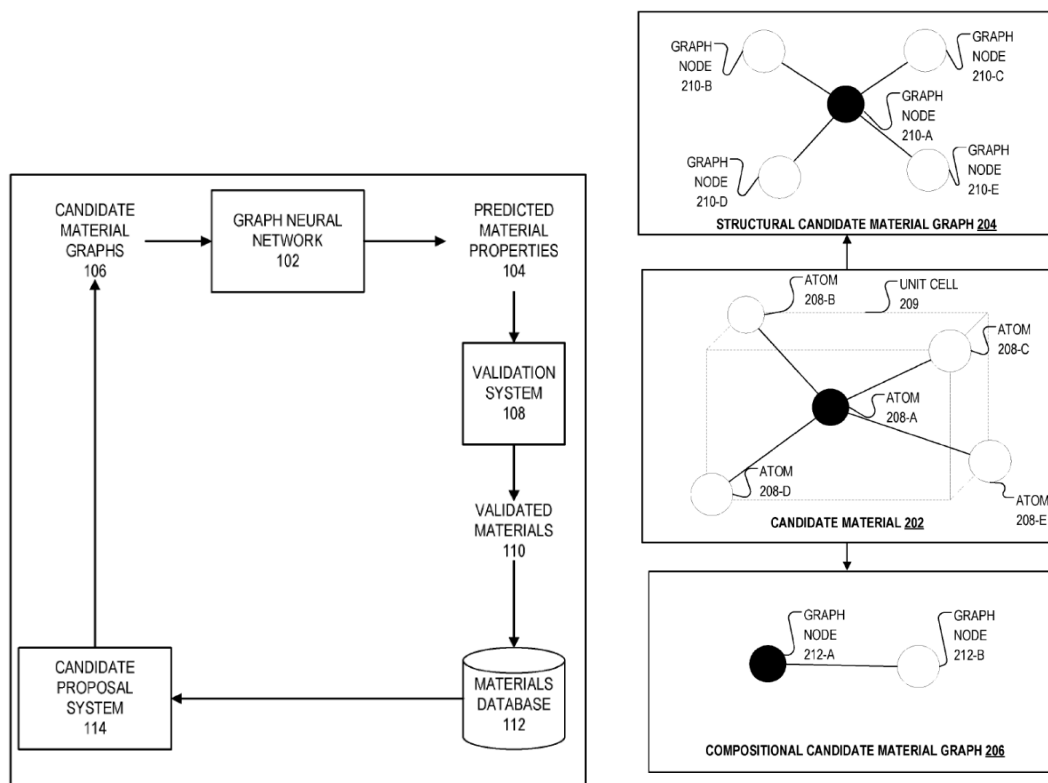 CANDIDATE
MATERIAL
GRAPHS
106
GRAPH NEURAL
NETWORK
102
PREDICTED
MATERIAL
PROPERTIES
104
VALIDATION
SYSTEM
108
VALIDATED
MATERIALS
110
CANDIDATE
PROPOSAL
SYSTEM
114
MATERIALS
DATABASE
112
GRAPH
NODE
210-B
GRAPH
NODE
210-C
GRAPH
NODE
210-A
GRAPH
NODE
210-D
GRAPH
NODE
210-E
STRUCTURAL CANDIDATE MATERIAL GRAPH 204
ATOM
208-B
UNIT CELL
209
ATOM
208-C
ATOM
208-A
ATOM
208-D
ATOM
208-E
CANDIDATE MATERIAL 202
GRAPH
NODE
212-A
GRAPH
NODE
212-B
COMPOSITIONAL CANDIDATE MATERIAL GRAPH 206